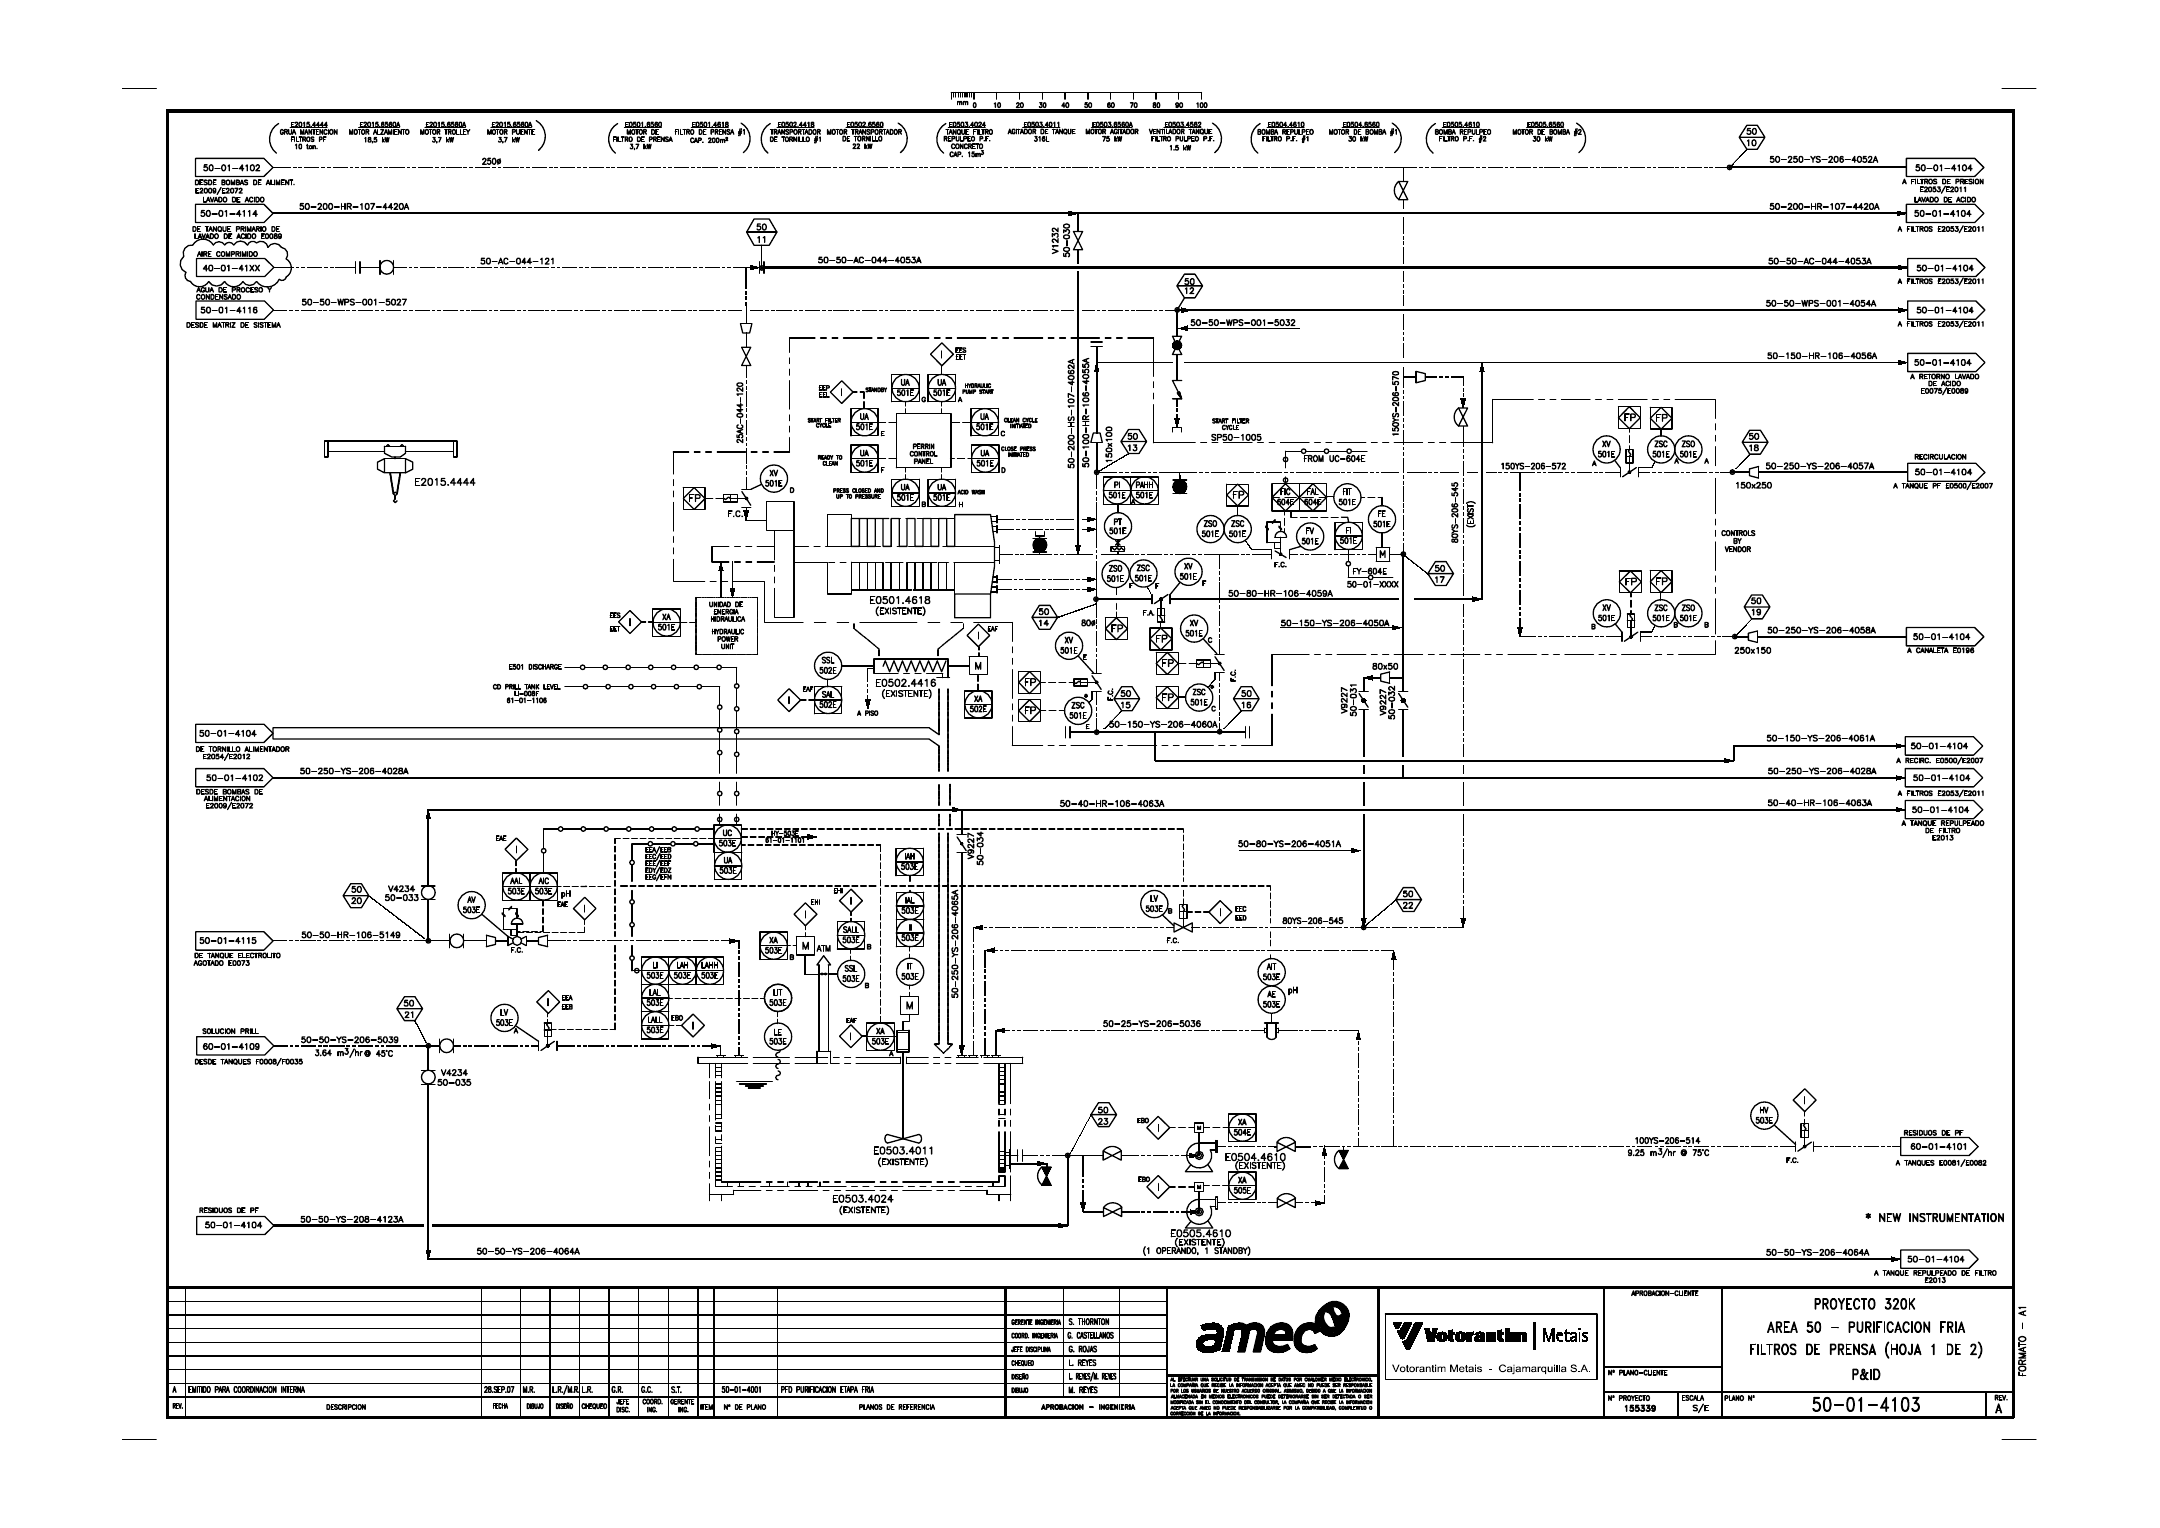 mm 0 10 20 30 40 50 60 70 80 90 100
E2015.4444
GRUA MANTENCION
FILTROS PF
10 ton.
E2015.6560A
MOTOR ALZAMIENTO
18,5 kW
E2015.6560A
MOTOR TROLLEY
3,7 kW
E2015.6560A
MOTOR PUENTE
3,7 kW
E0501.6560
MOTOR DE
FILTRO DE PRENSA
3,7 kW
E0501.4618
FILTRO DE PRENSA #1
CAP. 200m²
E0502.4416
TRANSPORTADOR
DE TORNILLO #1
E0502.6560
MOTOR TRANSPORTADOR
DE TORNILLO
22 kW
E0503.4024
TANQUE FILTRO
REPULPEO P.F.
CONCRETO
CAP. 15m³
E0503.4011
AGITADOR DE TANQUE
316L
E0503.6560A
MOTOR AGITADOR
75 kW
E0503.4562
VENTILADOR TANQUE
FILTRO PULPEO P.F.
1.5 kW
E0504.4610
BOMBA REPULPEO
FILTRO P.F. #1
E0504.6560
MOTOR DE BOMBA #1
30 kW
E0505.4610
BOMBA REPULPEO
FILTRO P.F. #2
E0505.6560
MOTOR DE BOMBA #2
30 kW
50-01-4102
DESDE BOMBAS DE ALIMENT.
E2009/E2072
250ø
50
10
50-250-YS-206-4052A
50-01-4104
A FILTROS DE PRESION
E2053/E2011
LAVADO DE ACIDO
50-01-4114
DE TANQUE PRIMARIO DE
LAVADO DE ACIDO E0089
50-200-HR-107-4420A
50-200-HR-107-4420A
LAVADO DE ACIDO
50-01-4104
A FILTROS E2053/E2011
AIRE COMPRIMIDO
40-01-41XX
50-AC-044-121
50
11
50-50-AC-044-4053A
V1232
50-030
50-50-AC-044-4053A
50-01-4104
A FILTROS E2053/E2011
AGUA DE PROCESO Y
CONDENSADO
50-01-4116
DESDE MATRIZ DE SISTEMA
50-50-WPS-001-5027
50
12
50-50-WPS-001-4054A
50-01-4104
A FILTROS E2053/E2011
50-50-WPS-001-5032
50-150-HR-106-4056A
50-01-4104
A RETORNO LAVADO
DE ACIDO
E0075/E0089
25AC-044-120
EES
EET
EEP
EEL
STANDBY
UA
501E
G
UA
501E
A
HYDRAULIC
PUMP START
START FILTER
CYCLE
UA
501E
E
UA
501E
C
CLEAN CYCLE
INITIATED
PERRIN
CONTROL
PANEL
READY TO
CLEAN
UA
501E
F
UA
501E
D
CLOSE PRESS
INITIATED
PRESS CLOSED AND
UP TO PRESSURE
UA
501E
B
UA
501E
H
ACID WASH
XV
501E
D
FP
F.C.
50-200-HS-107-4062A
50-100-HR-106-4055A
150x100
50
13
START FILTER
CYCLE
SP50-1005
FROM UC-604E
150YS-206-570
80YS-206-545
(EXIST)
150YS-206-572
XV
501E
A
FP
FP
ZSC
501E
A
ZSO
501E
A
50
18
150x250
50-250-YS-206-4057A
RECIRCULACION
50-01-4104
A TANQUE PF E0500/E2007
CONTROLS
BY
VENDOR
XV
501E
B
FP
FP
ZSC
501E
B
ZSO
501E
B
50
19
250x150
50-250-YS-206-4058A
50-01-4104
A CANALETA E0196
E2015.4444
PI
501E
PAHH
501E
PT
501E
FP
ZSO
501E
ZSC
501E
FIC
604E
FAL
604E
FIT
501E
FE
501E
FV
501E
FI
501E
F.C.
M
FY-604E
50-01-XXXX
50
17
E0501.4618
(EXISTENTE)
UNIDAD DE
ENERGIA
HIDRAULICA
HYDRAULIC
POWER
UNIT
EES
EET
XA
501E
ZSO
501E
F
ZSC
501E
F
XV
501E
F
F.A.
50
14
80ø
FP
FP
50-80-HR-106-4059A
50-150-YS-206-4050A
XV
501E
E
XV
501E
C
F.C.
F.C.
FP
FP
FP
FP
ZSC
501E
E
ZSC
501E
C
50
15
50
16
50-150-YS-206-4060A
80x50
V9227
50-031
V9227
50-032
E501 DISCHARGE
CD PRILL TANK LEVEL
LI-008F
61-01-1106
SSL
502E
EAF
SAL
502E
E0502.4416
(EXISTENTE)
A PISO
EAF
M
XA
502E
50-01-4104
DE TORNILLO ALIMENTADOR
E2054/E2012
50-150-YS-206-4061A
50-01-4104
A RECIRC. E0500/E2007
50-01-4102
DESDE BOMBAS DE
ALIMENTACION
E2009/E2072
50-250-YS-206-4028A
50-250-YS-206-4028A
50-01-4104
A FILTROS E2053/E2011
50-40-HR-106-4063A
50-40-HR-106-4063A
50-01-4104
A TANQUE REPULPEADO
DE FILTRO
E2013
UC
503E
UA
503E
HY-503E
61-01-1101
EEA/EEB
EEC/EED
EEE/EEF
EDY/EDZ
EEG/EFN
V9227
50-034
50-80-YS-206-4051A
50
20
V4234
50-033
EAE
AAL
503E
AIC
503E
pH
EAE
AV
503E
F.C.
50-01-4115
DE TANQUE ELECTROLITO
AGOTADO E0073
50-50-HR-106-5149
EHI
EHI
XA
503E
B
M
ATM
SALL
503E
B
SSL
503E
B
IAH
503E
IAL
503E
II
503E
IT
503E
M
50-250-YS-206-4065A
LV
503E
B
EEC
EED
F.C.
80YS-206-545
50
22
LI
503E
LAH
503E
LAHH
503E
LAL
503E
LALL
503E
EBO
LIT
503E
LE
503E
EAF
XA
503E
A
AIT
503E
AE
503E
pH
50
21
EEA
EEB
LV
503E
A
SOLUCION PRILL
60-01-4109
DESDE TANQUES F0008/F0035
50-50-YS-206-5039
3.64 m³/hr@ 45°C
V4234
50-035
50-25-YS-206-5036
E0503.4011
(EXISTENTE)
E0503.4024
(EXISTENTE)
50
23
EBO
M
XA
504E
E0504.4610
(EXISTENTE)
EBO
M
XA
505E
E0505.4610
(EXISTENTE)
(1 OPERANDO, 1 STANDBY)
100YS-206-514
9.25 m³/hr @ 75°C
HV
503E
F.C.
RESIDUOS DE PF
60-01-4101
A TANQUES E0081/E0082
RESIDUOS DE PF
50-01-4104
50-50-YS-208-4123A
* NEW INSTRUMENTATION
50-50-YS-206-4064A
50-50-YS-206-4064A
50-01-4104
A TANQUE REPULPEADO DE FILTRO
E2013
A EMITIDO PARA COORDINACION INTERNA 28.SEP.07 M.R. L.R./M.R. L.R. G.R. G.C. S.T. 50-01-4001 PFD PURIFICACION ETAPA FRIA
REV. DESCRIPCION FECHA DIBUJO DISEÑO CHEQUEO JEFE DISC. COORD. ING. GERENTE ING. ITEM N° DE PLANO PLANOS DE REFERENCIA
GERENTE INGENIERIA S. THORNTON
COORD. INGENIERIA G. CASTELLANOS
JEFE DISCIPLINA G. ROJAS
CHEQUEO L. REYES
DISEÑO L. REYES/M. REYES
DIBUJO M. REYES
APROBACION - INGENIERIA
amec
Votorantim | Metais
Votorantim Metais - Cajamarquilla S.A.
APROBACION-CLIENTE
N° PLANO-CLIENTE
N° PROYECTO
155339
ESCALA
S/E
PROYECTO 320K
AREA 50 - PURIFICACION FRIA
FILTROS DE PRENSA (HOJA 1 DE 2)
P&ID
PLANO N°
50-01-4103
REV.
A
FORMATO - A1